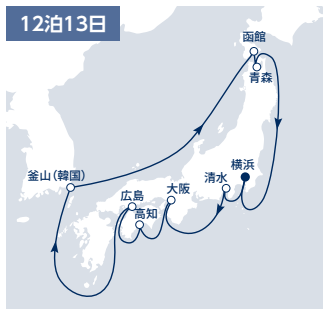 12泊13日
函館
青森
横浜
清水
釜山（韓国）
広島
大阪
高知